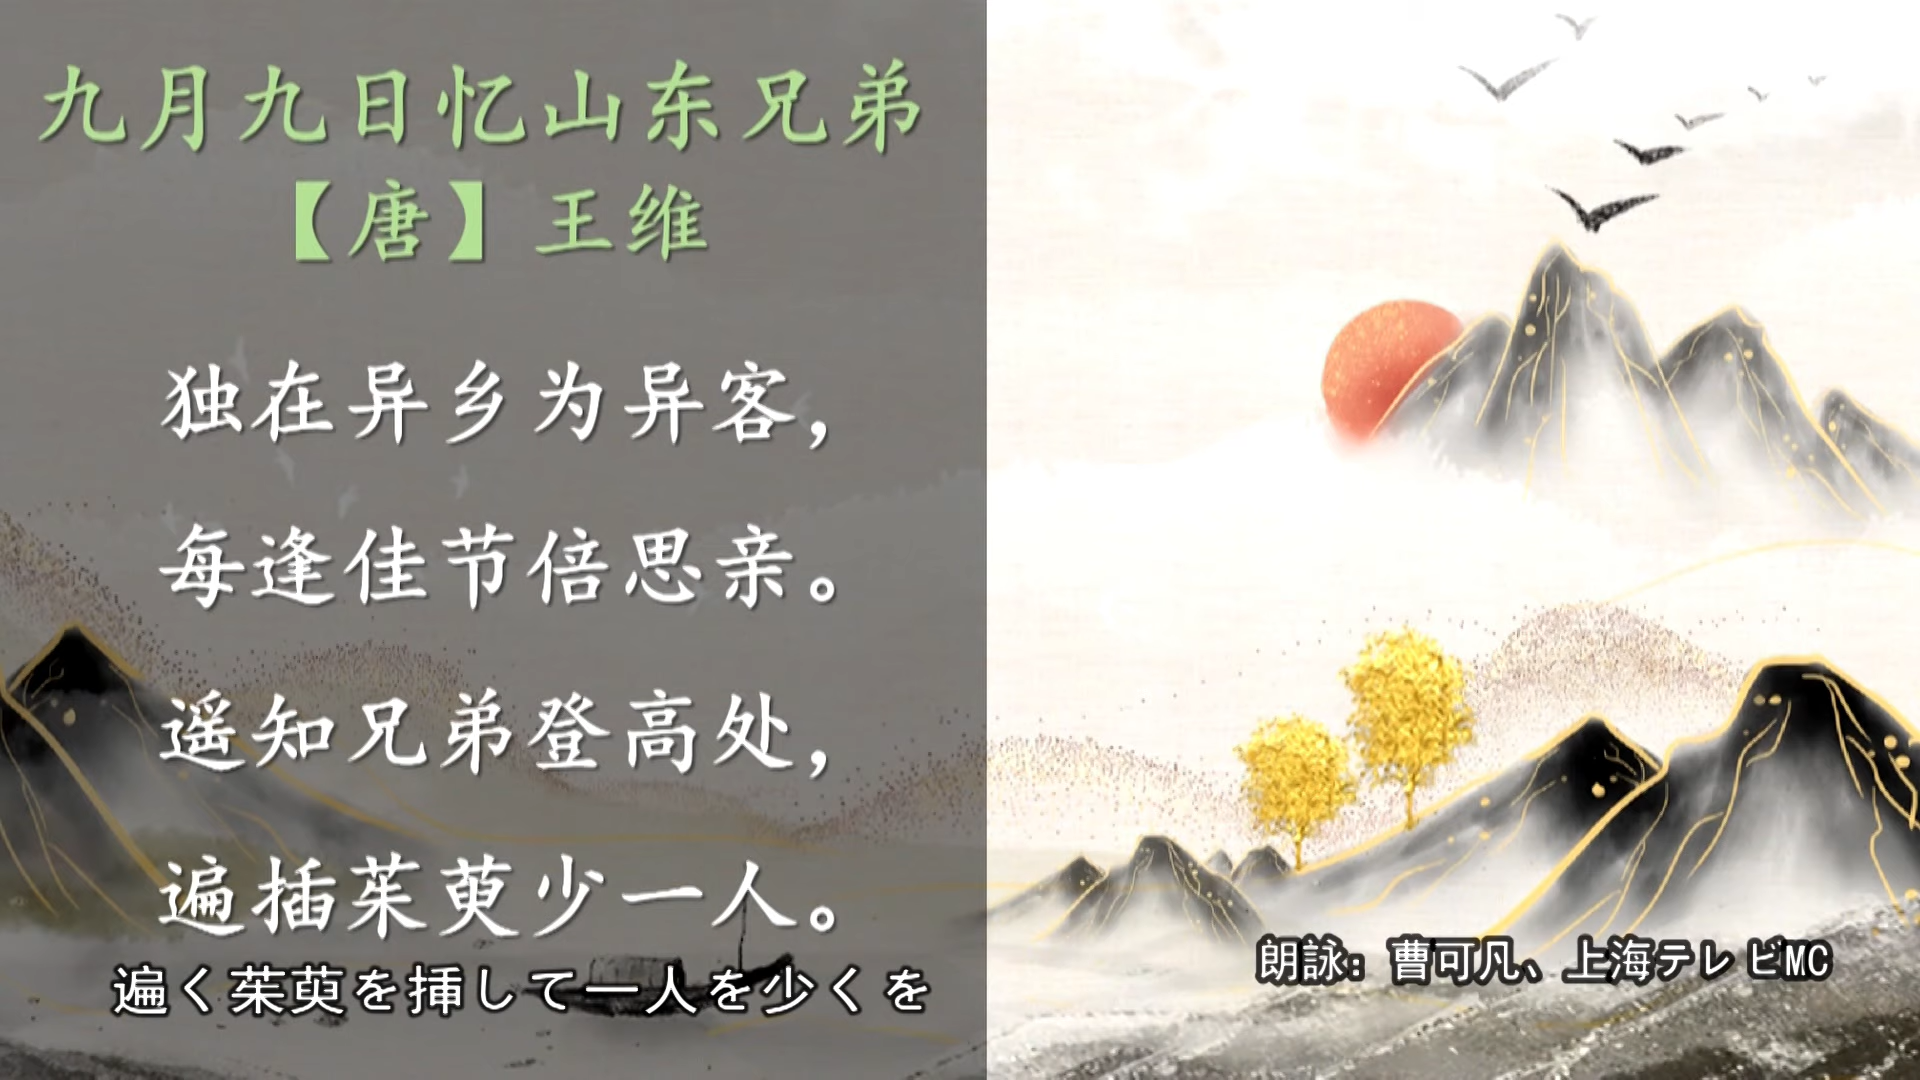 九月九日忆山东兄弟
【唐】王维
独在异乡为异客，
每逢佳节倍思亲。
遥知兄弟登高处，
遍插茱萸少一人。
遍く茱萸を挿して一人を少くを
朗詠：曹可凡、上海テレビMC